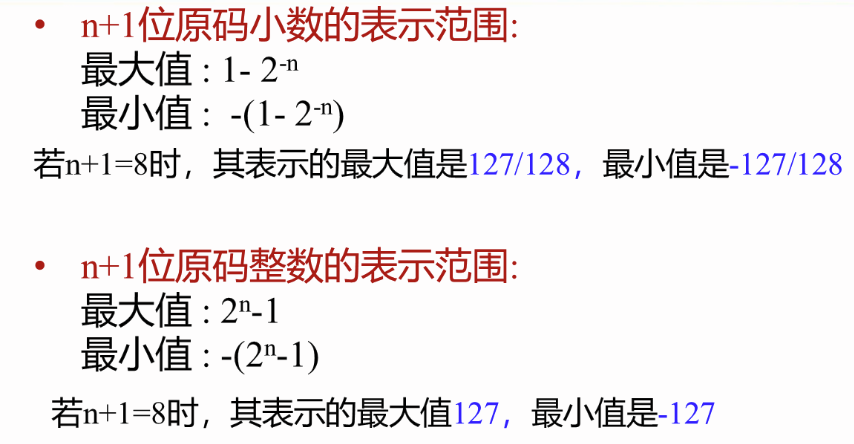 • n+1位原码小数的表示范围:
最大值 : 1- 2⁻ⁿ
最小值 : -(1- 2⁻ⁿ)
若n+1=8时，其表示的最大值是127/128，最小值是-127/128
• n+1位原码整数的表示范围:
最大值 : 2ⁿ-1
最小值 : -(2ⁿ-1)
若n+1=8时，其表示的最大值127，最小值是-127